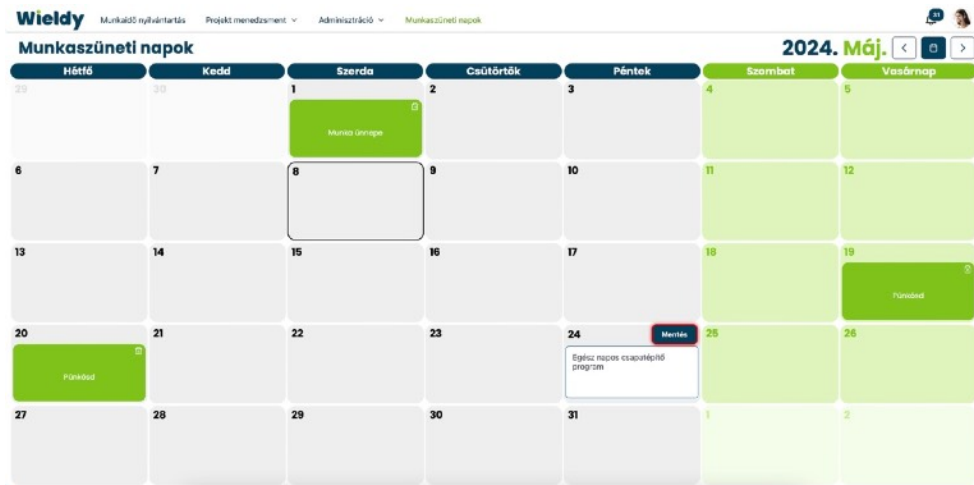 Wieldy Munkaidő nyilvántartás Projekt menedzsment Adminisztráció Munkaszüneti napok 31
Munkaszüneti napok 2024. Máj.
Hétfő Kedd Szerda Csütörtök Péntek Szombat Vasárnap
29 30 1 2 3 4 5
Munka ünnepe
6 7 8 9 10 11 12
13 14 15 16 17 18 19
Pünkösd
20 21 22 23 24 Mentés 25 26
Egész napos csapatépítő
program
Pünkösd
27 28 29 30 31 1 2